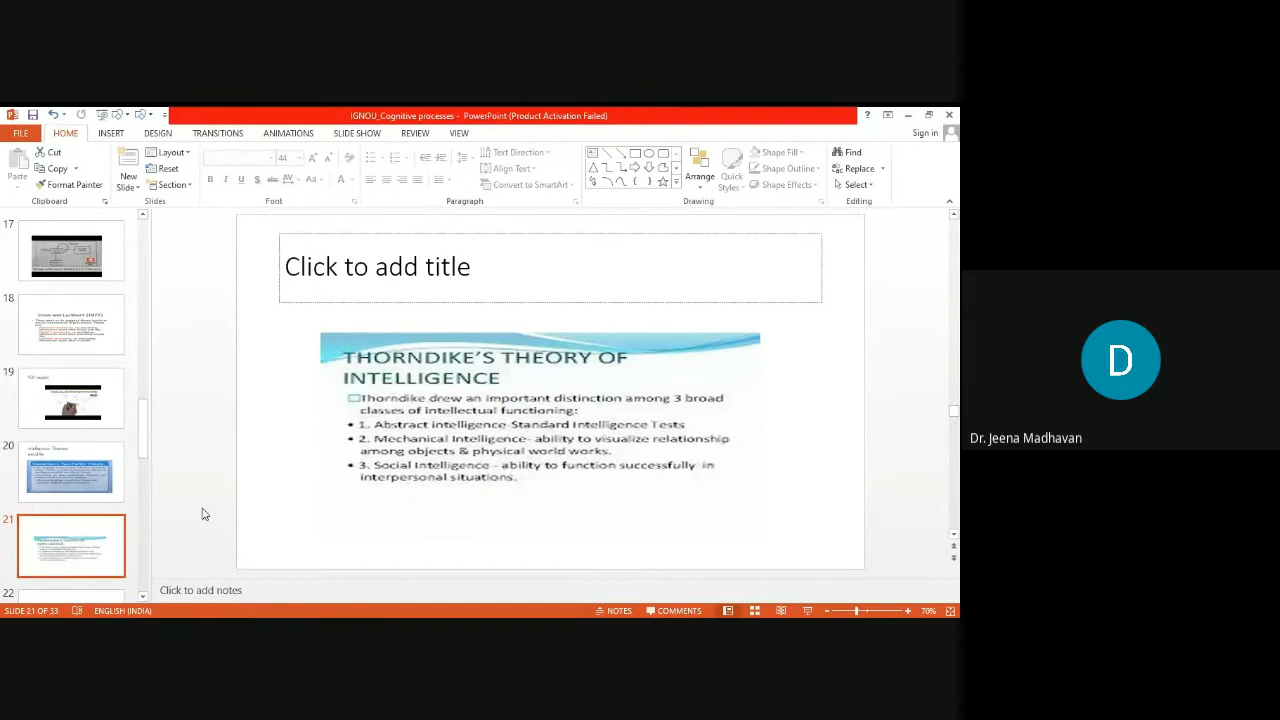 IGNOU_Cognitive processes - PowerPoint (Product Activation Failed)
FILE HOME INSERT DESIGN TRANSITIONS ANIMATIONS SLIDE SHOW REVIEW VIEW Sign in
Paste
Cut
Copy
Format Painter
Clipboard
New
Slide
Layout
Reset
Section
Slides
44
Font
Text Direction
Align Text
Convert to SmartArt
Paragraph
Arrange
Quick
Styles
Shape Fill
Shape Outline
Shape Effects
Drawing
Find
Replace
Select
Editing
17
18
19
20
21
22
Click to add title
THORNDIKE'S THEORY OF
INTELLIGENCE
Thorndike drew an important distinction among 3 broad
classes of intellectual functioning:
• 1. Abstract intelligence-Standard Intelligence Tests
• 2. Mechanical Intelligence- ability to visualize relationship
among objects & physical world works.
• 3. Social Intelligence - ability to function successfully in
interpersonal situations.
Click to add notes
SLIDE 21 OF 33 ENGLISH (INDIA) NOTES COMMENTS 70%
D
Dr. Jeena Madhavan